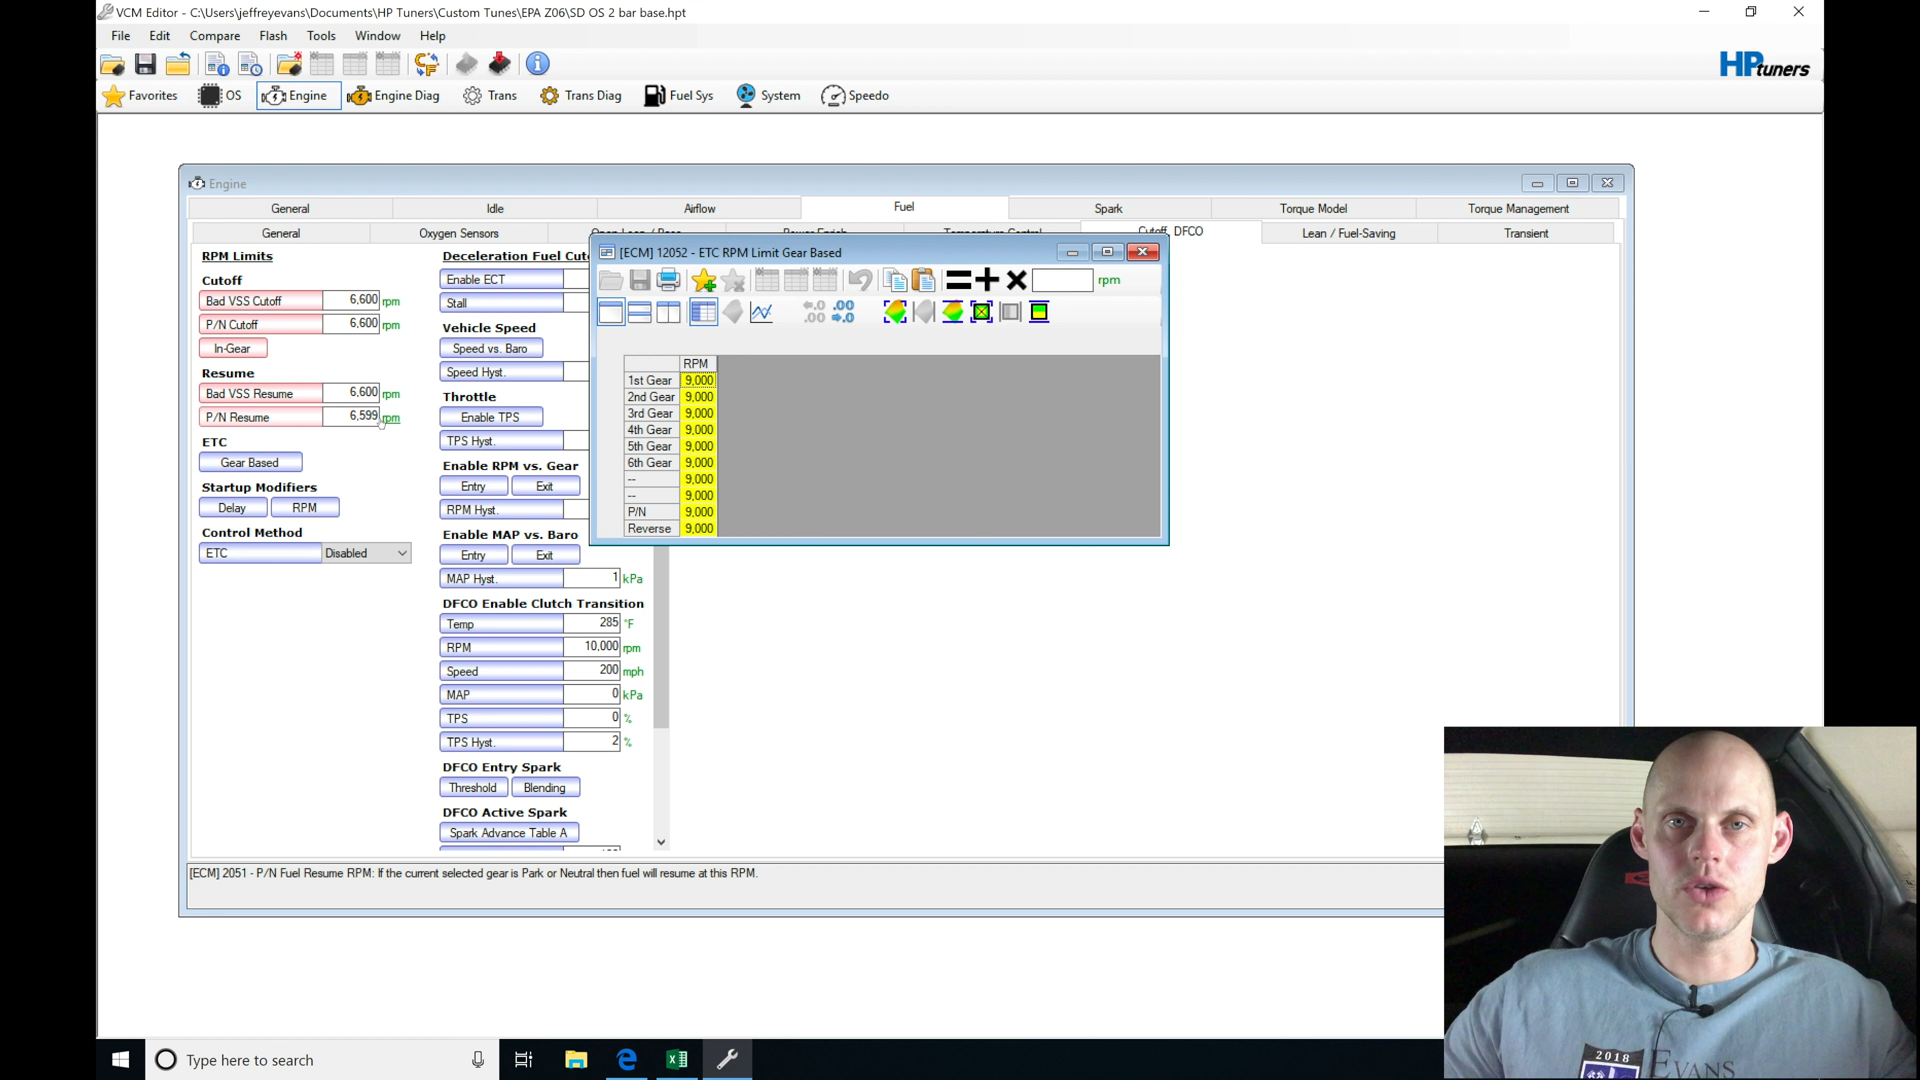 VCM Editor - C:\Users\jeffreyevans\Documents\HP Tuners\Custom Tunes\EPA Z06\SD OS 2 bar base.hpt
File Edit Compare Flash Tools Window Help
HPtuners
Favorites OS Engine Engine Diag Trans Trans Diag Fuel Sys System Speedo
Engine
General Idle Airflow Fuel Spark Torque Model Torque Management
General Oxygen Sensors Open Loop / Base Power Enrich Temperature Control Cutoff, DFCO Lean / Fuel-Saving Transient
RPM Limits
Cutoff
Bad VSS Cutoff 6,600 rpm
P/N Cutoff 6,600 rpm
In-Gear
Resume
Bad VSS Resume 6,600 rpm
P/N Resume 6,599 rpm
ETC
Gear Based
Startup Modifiers
Delay RPM
Control Method
ETC Disabled
Deceleration Fuel Cut
Enable ECT
Stall
Vehicle Speed
Speed vs. Baro
Speed Hyst.
Throttle
Enable TPS
TPS Hyst.
Enable RPM vs. Gear
Entry Exit
RPM Hyst.
Enable MAP vs. Baro
Entry Exit
MAP Hyst. 1 kPa
DFCO Enable Clutch Transition
Temp 285 °F
RPM 10,000 rpm
Speed 200 mph
MAP 0 kPa
TPS 0 %
TPS Hyst. 2 %
DFCO Entry Spark
Threshold Blending
DFCO Active Spark
Spark Advance Table A
[ECM] 12052 - ETC RPM Limit Gear Based
rpm
RPM
1st Gear 9,000
2nd Gear 9,000
3rd Gear 9,000
4th Gear 9,000
5th Gear 9,000
6th Gear 9,000
-- 9,000
-- 9,000
P/N 9,000
Reverse 9,000
[ECM] 2051 - P/N Fuel Resume RPM: If the current selected gear is Park or Neutral then fuel will resume at this RPM.
Type here to search
2018
EVANS